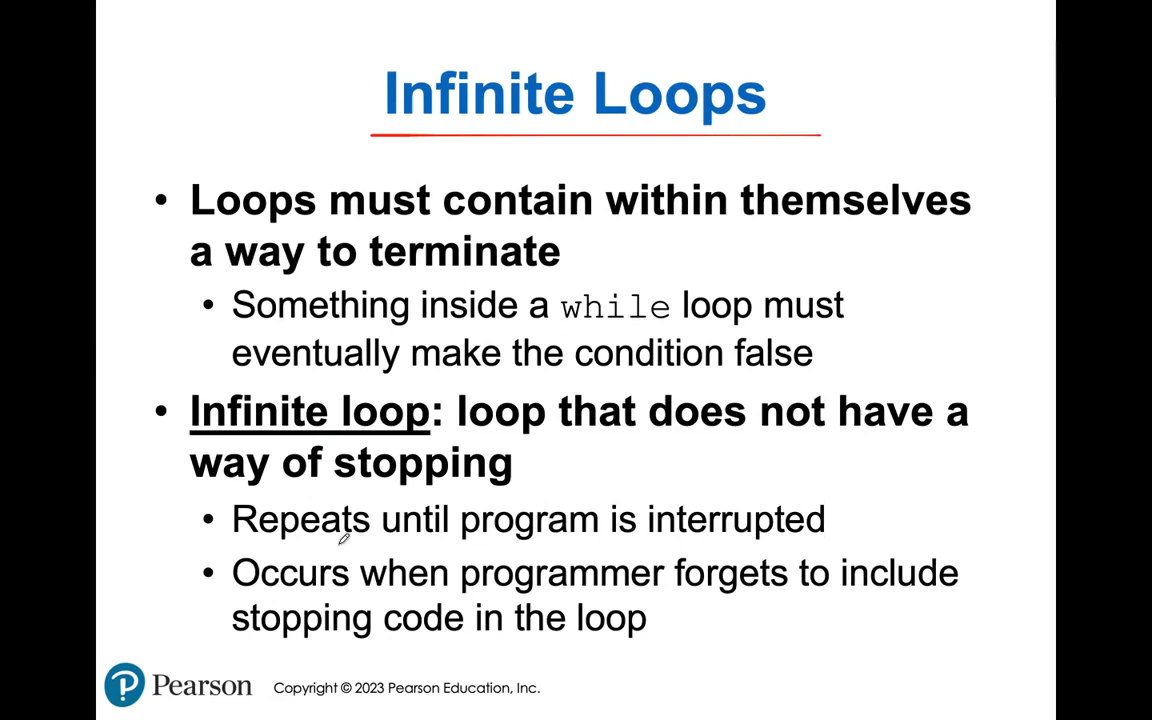 Infinite Loops
• Loops must contain within themselves
a way to terminate
• Something inside a while loop must
eventually make the condition false
• Infinite loop: loop that does not have a
way of stopping
• Repeats until program is interrupted
• Occurs when programmer forgets to include
stopping code in the loop
Pearson Copyright © 2023 Pearson Education, Inc.